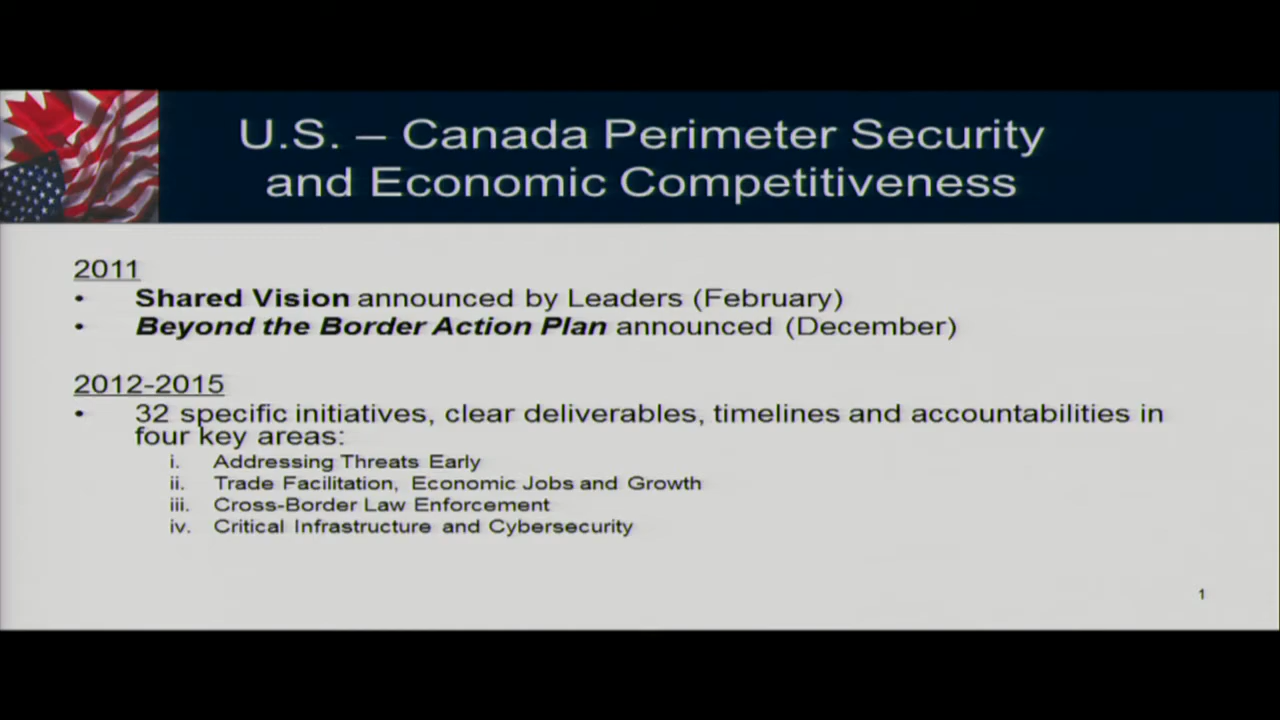 U.S. – Canada Perimeter Security
and Economic Competitiveness
2011
• Shared Vision announced by Leaders (February)
• Beyond the Border Action Plan announced (December)
2012-2015
• 32 specific initiatives, clear deliverables, timelines and accountabilities in
four key areas:
i. Addressing Threats Early
ii. Trade Facilitation, Economic Jobs and Growth
iii. Cross-Border Law Enforcement
iv. Critical Infrastructure and Cybersecurity
1